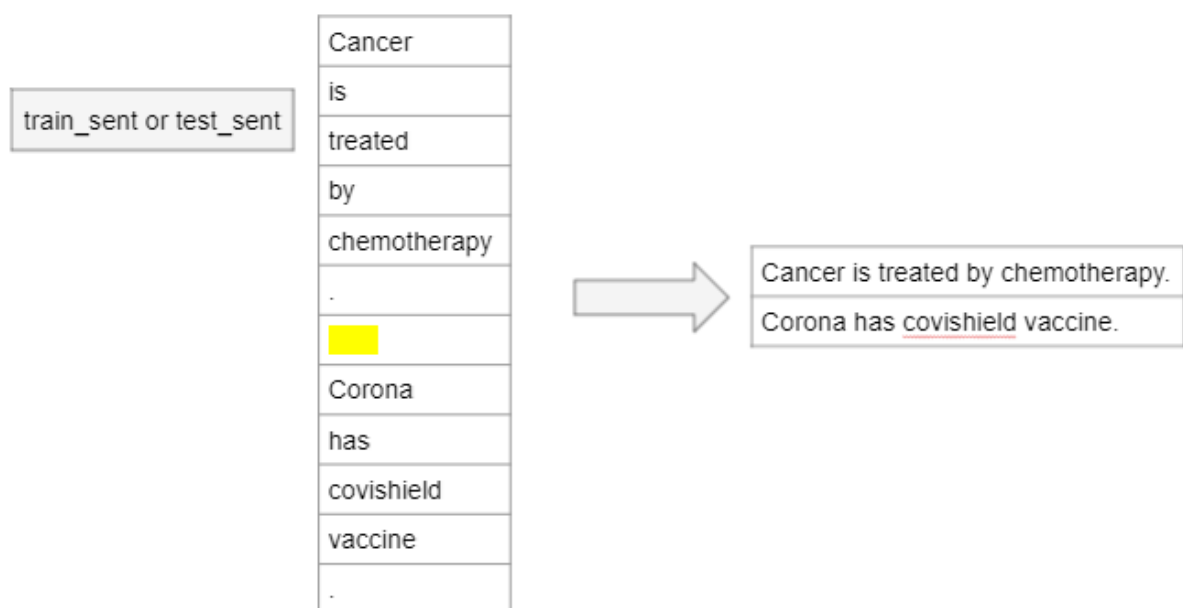 train_sent or test_sent
Cancer
is
treated
by
chemotherapy
.
Corona
has
covishield
vaccine
.
Cancer is treated by chemotherapy.
Corona has covishield vaccine.